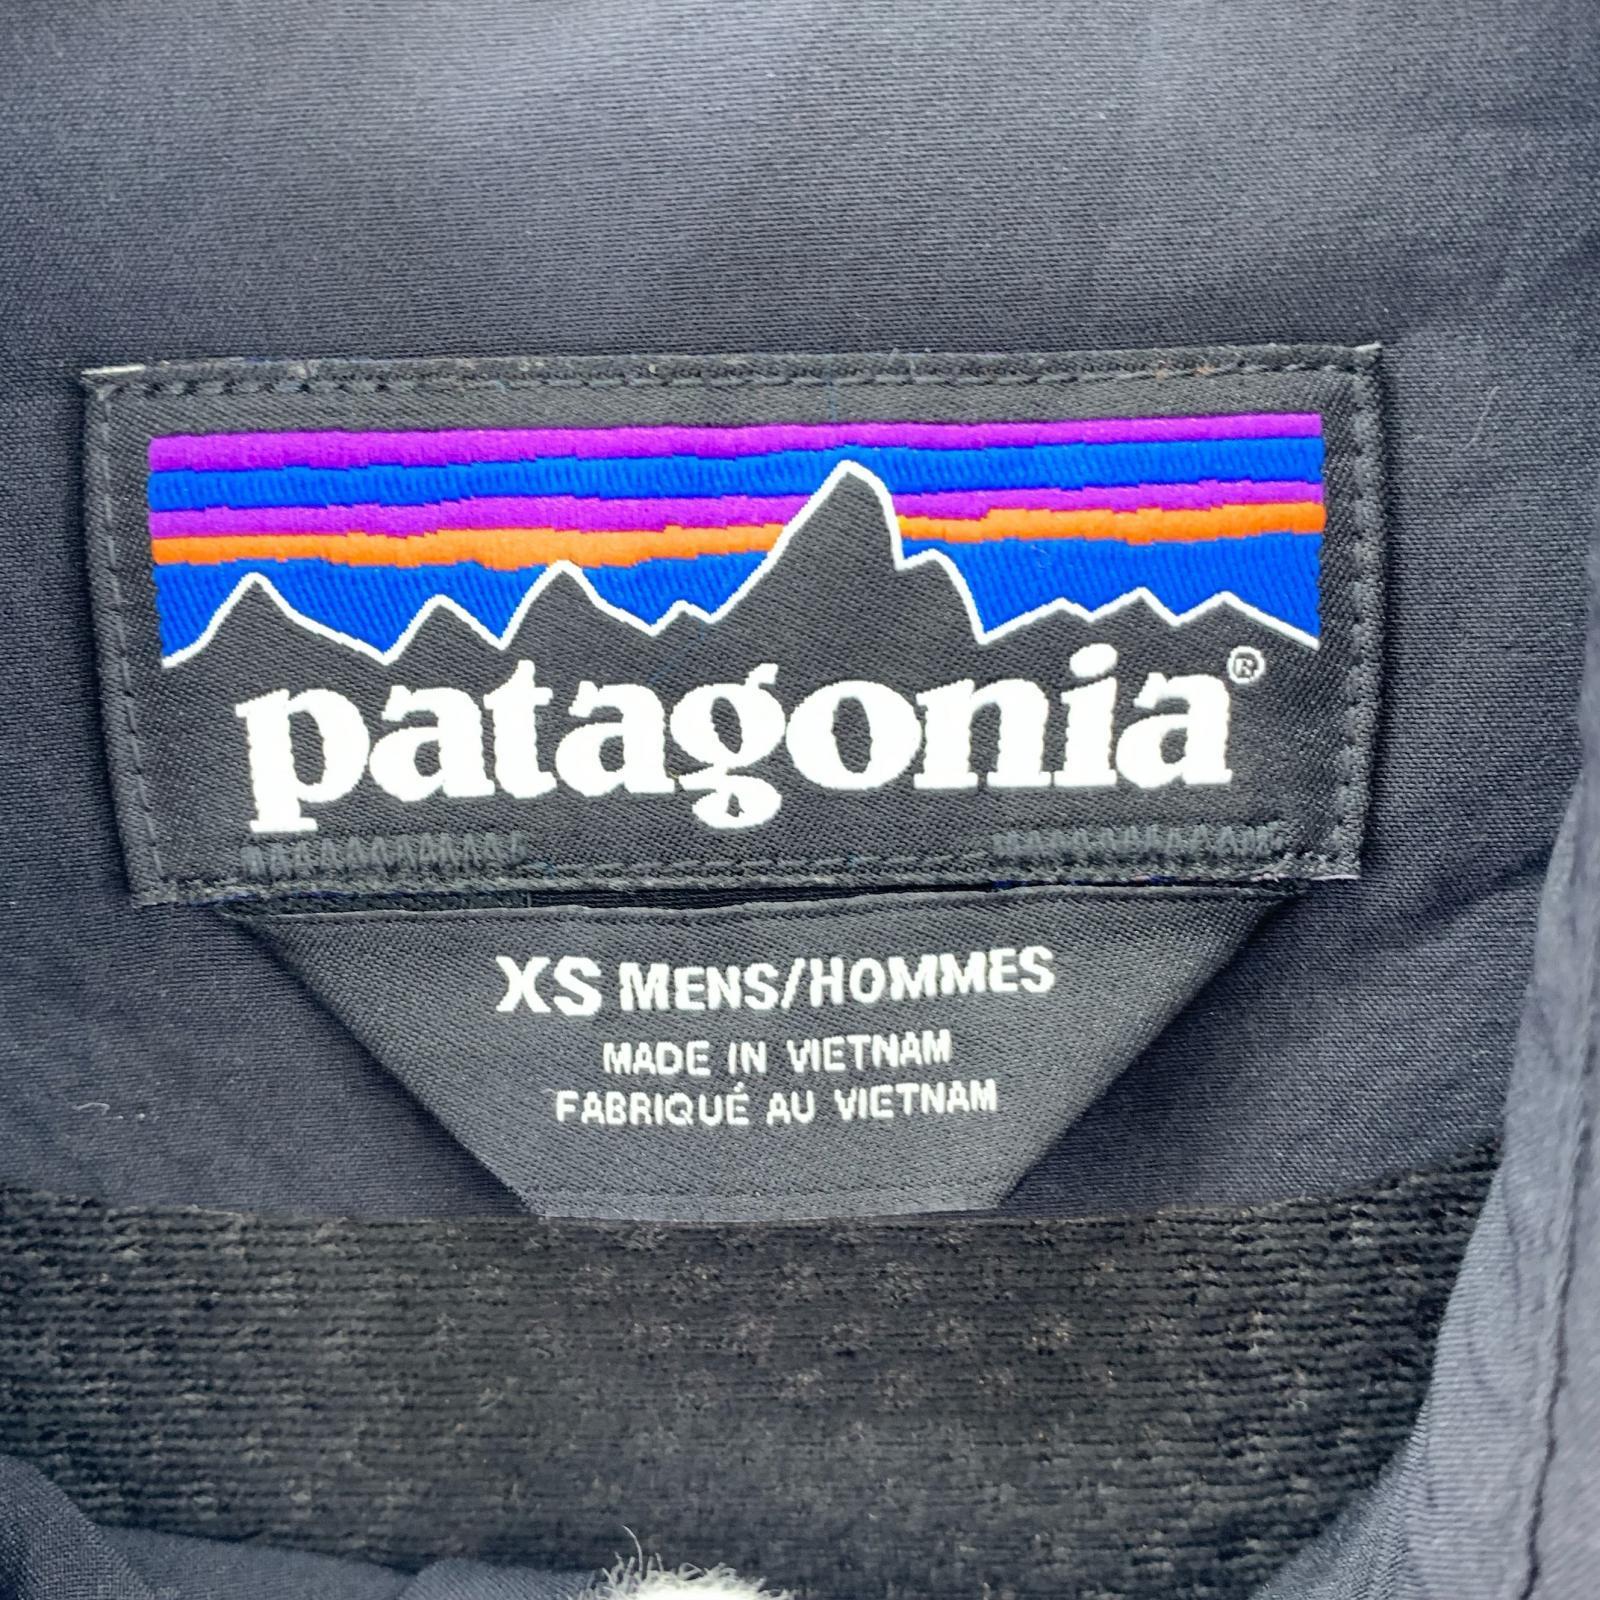 patagonia®
XS MENS/HOMMES
MADE IN VIETNAM
FABRIQUÉ AU VIETNAM